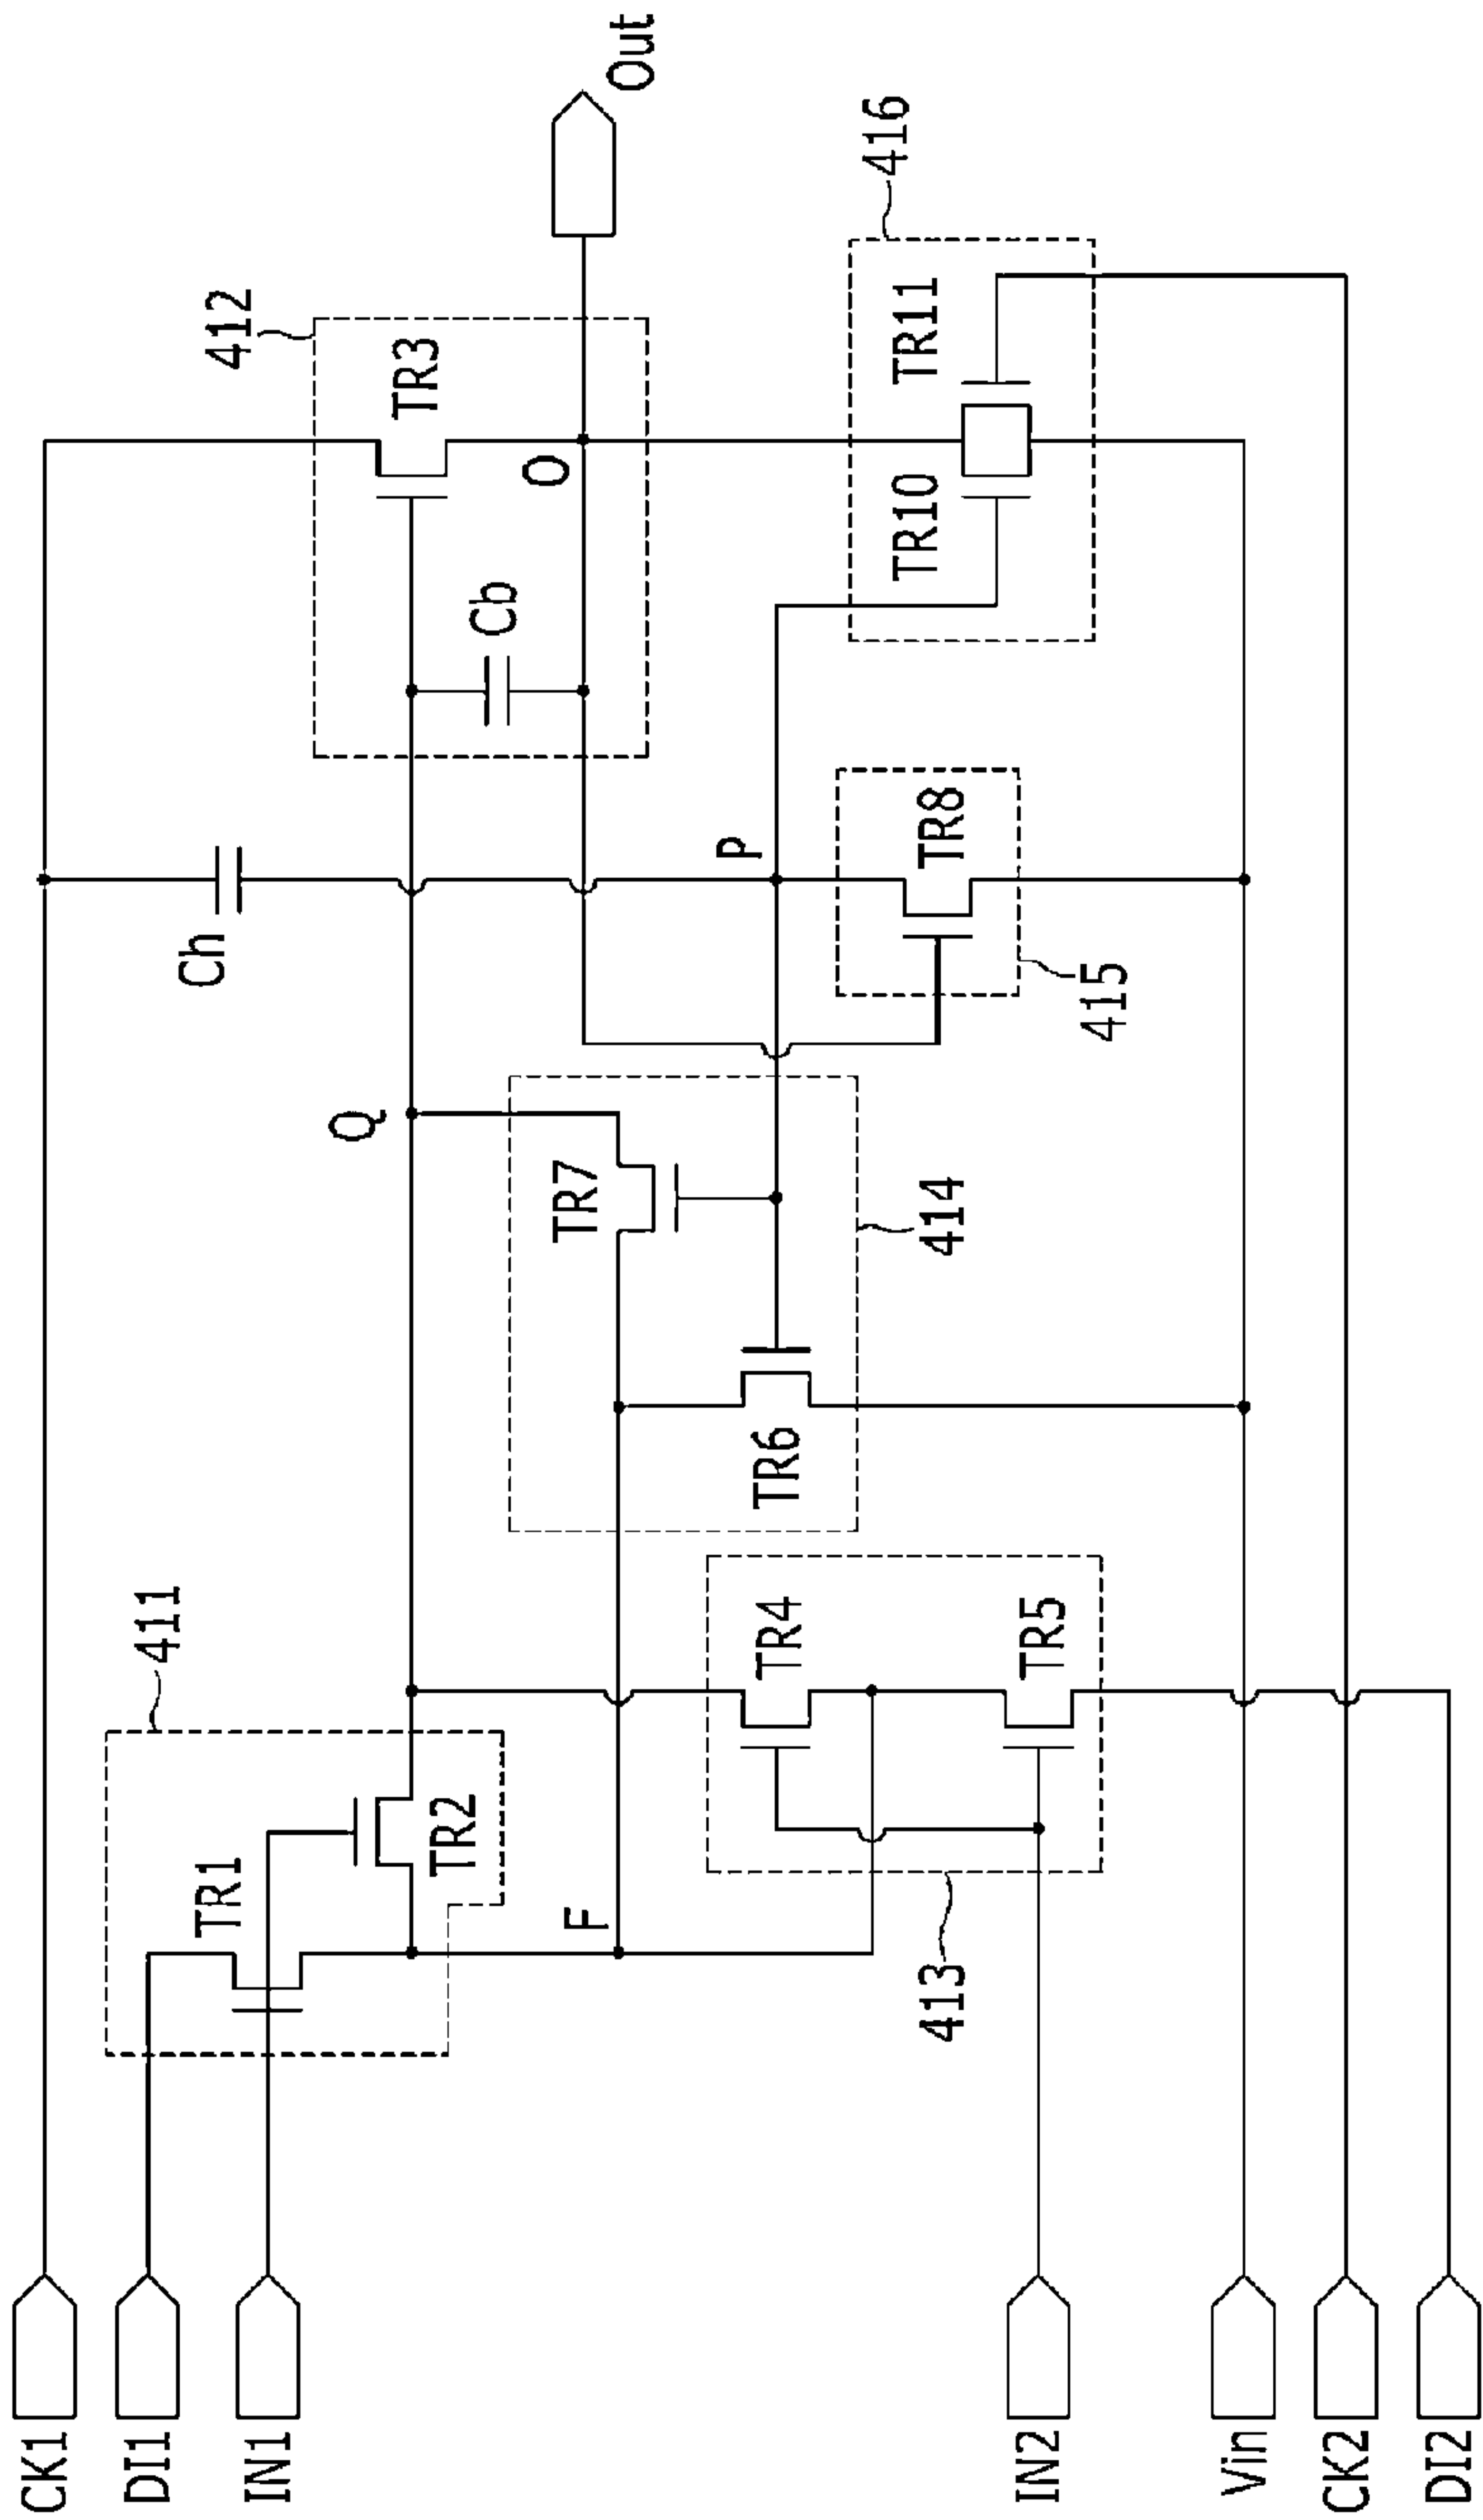 CK1
DI1
IN1
IN2
Vin
CK2
DI2
411
TR1
TR2
F
413
TR4
TR5
414
TR6
TR7
Q
Ch
P
415
TR8
412
Cb
TR3
O
416
TR10
TR11
Out